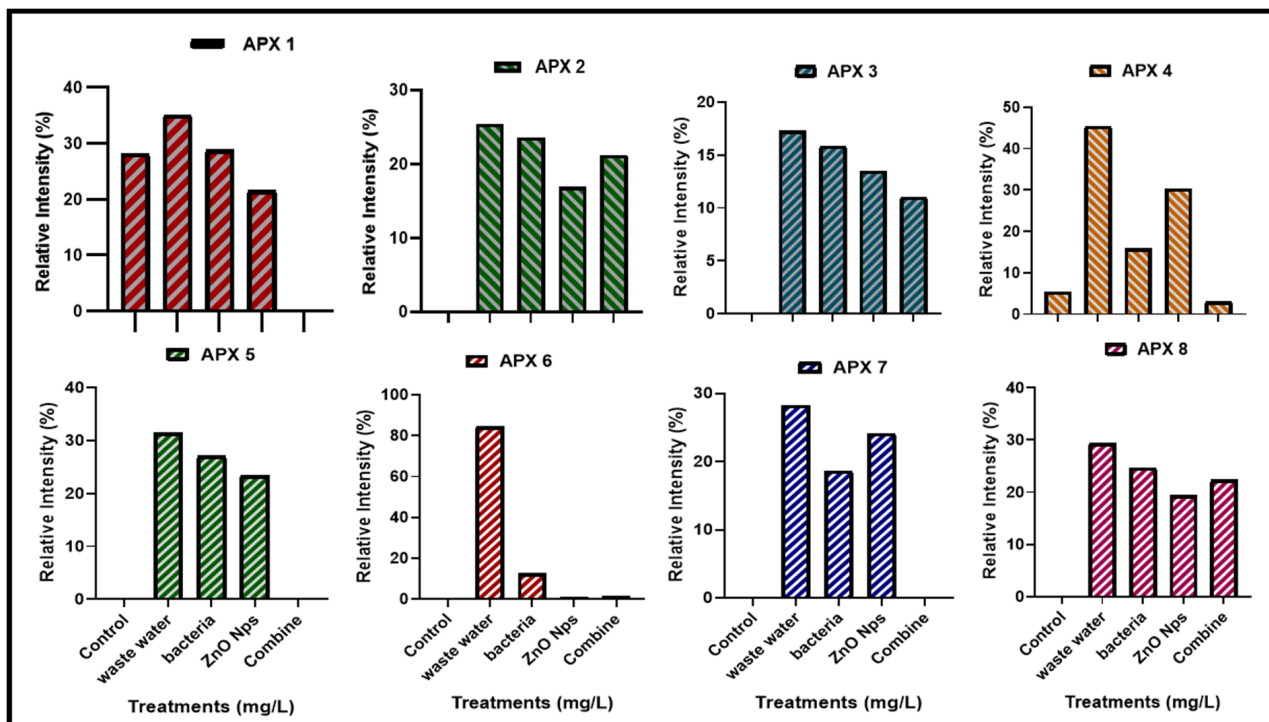 APX 1
Relative Intensity (%)
40
30
20
10
0
APX 2
Relative Intensity (%)
30
20
10
0
APX 3
Relative Intensity (%)
20
15
10
5
0
APX 4
Relative Intensity (%)
50
40
30
20
10
0
APX 5
Relative Intensity (%)
40
30
20
10
0
Control
waste water
bacteria
ZnO Nps
Combine
Treatments (mg/L)
APX 6
Relative Intensity (%)
100
80
60
40
20
0
Control
waste water
bacteria
ZnO Nps
Combine
Treatments (mg/L)
APX 7
Relative Intensity (%)
30
20
10
0
Control
waste water
bacteria
ZnO Nps
Combine
Treatments (mg/L)
APX 8
Relative Intensity (%)
40
30
20
10
0
Control
waste water
bacteria
ZnO Nps
Combine
Treatments (mg/L)